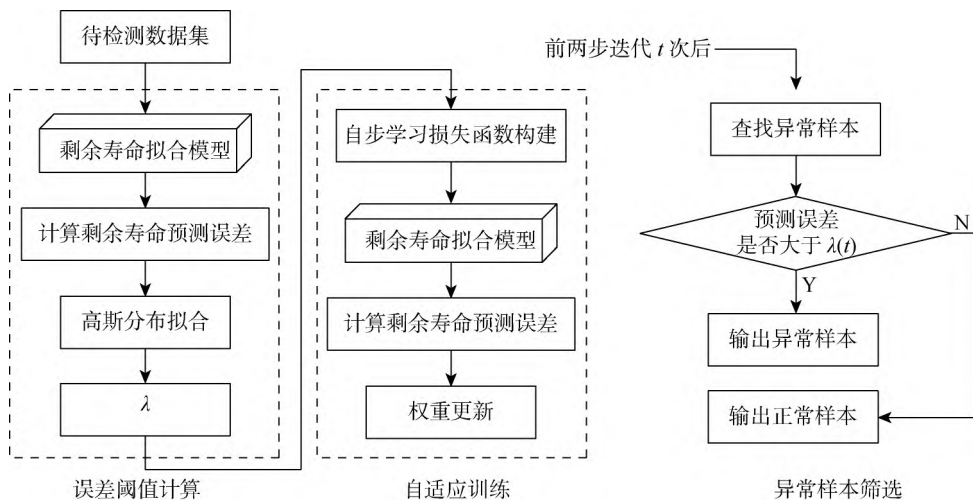 待检测数据集
剩余寿命拟合模型
计算剩余寿命预测误差
高斯分布拟合
λ
误差阈值计算
自步学习损失函数构建
剩余寿命拟合模型
计算剩余寿命预测误差
权重更新
自适应训练
前两步迭代 t 次后
查找异常样本
预测误差
是否大于 λ(t)
N
Y
输出异常样本
输出正常样本
异常样本筛选